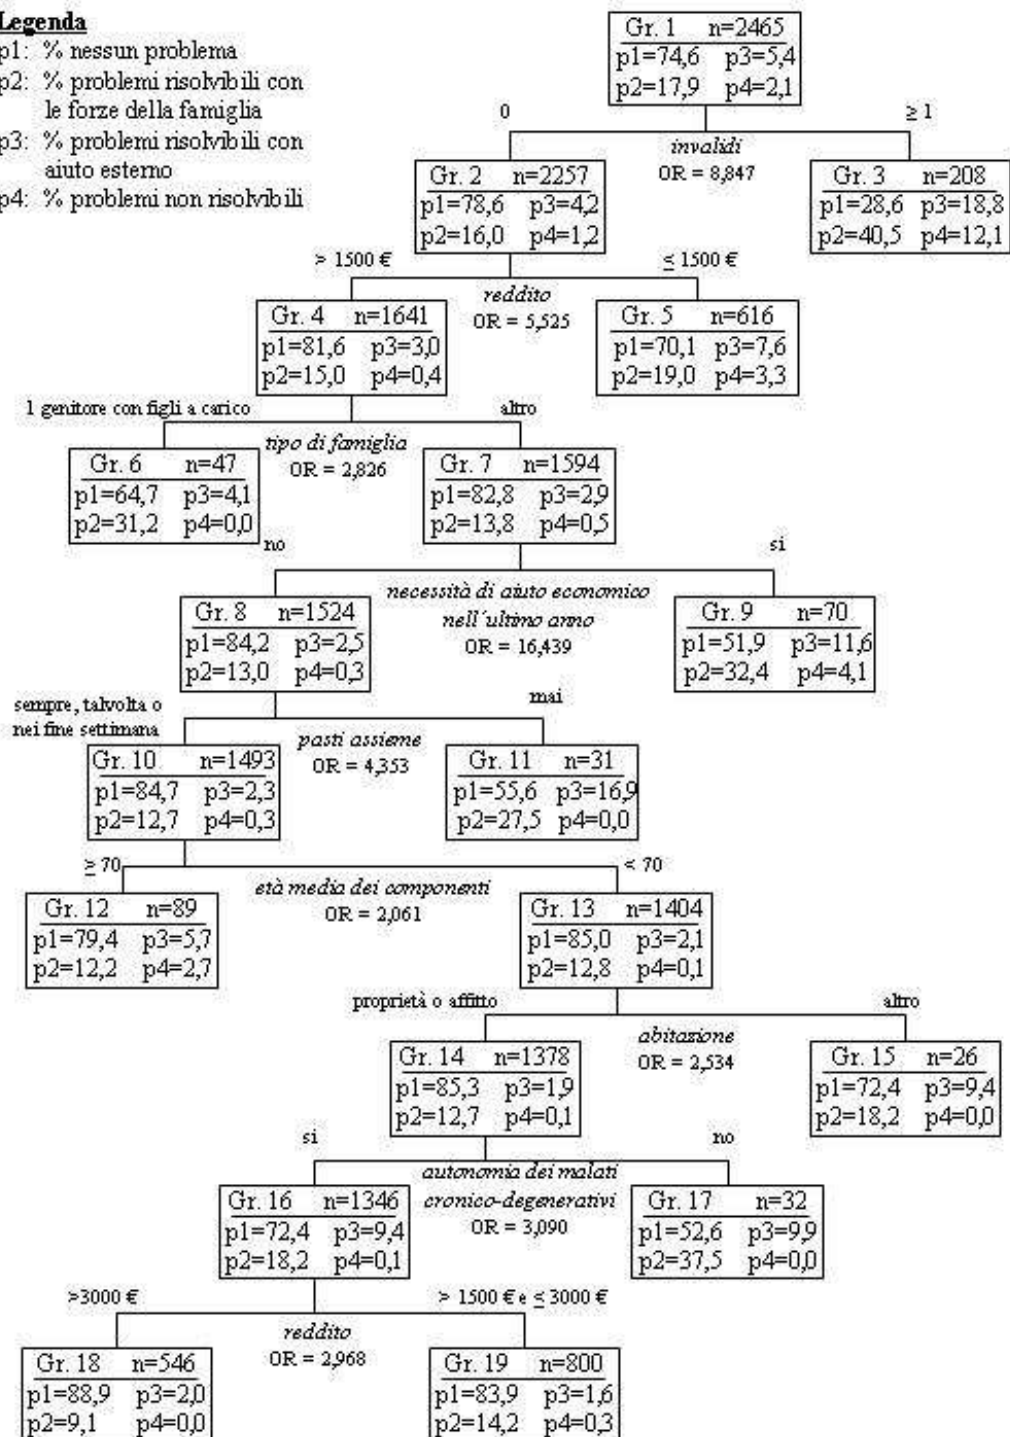 Legenda
p1: % nessun problema
p2: % problemi risolvibili con
le forze della famiglia
p3: % problemi risolvibili con
aiuto esterno
p4: % problemi non risolvibili
Gr. 1 n=2465
p1=74,6 p3=5,4
p2=17,9 p4=2,1
0 ≥ 1
invalidi
OR = 8,847
Gr. 2 n=2257
p1=78,6 p3=4,2
p2=16,0 p4=1,2
Gr. 3 n=208
p1=28,6 p3=18,8
p2=40,5 p4=12,1
> 1500 € ≤ 1500 €
reddito
OR = 5,525
Gr. 4 n=1641
p1=81,6 p3=3,0
p2=15,0 p4=0,4
Gr. 5 n=616
p1=70,1 p3=7,6
p2=19,0 p4=3,3
1 genitore con figli a carico altro
tipo di famiglia
OR = 2,826
Gr. 6 n=47
p1=64,7 p3=4,1
p2=31,2 p4=0,0
Gr. 7 n=1594
p1=82,8 p3=2,9
p2=13,8 p4=0,5
no si
necessità di aiuto economico
nell'ultimo anno
OR = 16,439
Gr. 8 n=1524
p1=84,2 p3=2,5
p2=13,0 p4=0,3
Gr. 9 n=70
p1=51,9 p3=11,6
p2=32,4 p4=4,1
sempre, talvolta o
nei fine settimana
mai
pasti assieme
OR = 4,353
Gr. 10 n=1493
p1=84,7 p3=2,3
p2=12,7 p4=0,3
Gr. 11 n=31
p1=55,6 p3=16,9
p2=27,5 p4=0,0
≥ 70 < 70
età media dei componenti
OR = 2,061
Gr. 12 n=89
p1=79,4 p3=5,7
p2=12,2 p4=2,7
Gr. 13 n=1404
p1=85,0 p3=2,1
p2=12,8 p4=0,1
proprietà o affitto altro
abitazione
OR = 2,534
Gr. 14 n=1378
p1=85,3 p3=1,9
p2=12,7 p4=0,1
Gr. 15 n=26
p1=72,4 p3=9,4
p2=18,2 p4=0,0
si no
autonomia dei malati
cronico-degenerativi
OR = 3,090
Gr. 16 n=1346
p1=72,4 p3=9,4
p2=18,2 p4=0,1
Gr. 17 n=32
p1=52,6 p3=9,9
p2=37,5 p4=0,0
>3000 € > 1500 € e ≤ 3000 €
reddito
OR = 2,968
Gr. 18 n=546
p1=88,9 p3=2,0
p2=9,1 p4=0,0
Gr. 19 n=800
p1=83,9 p3=1,6
p2=14,2 p4=0,3